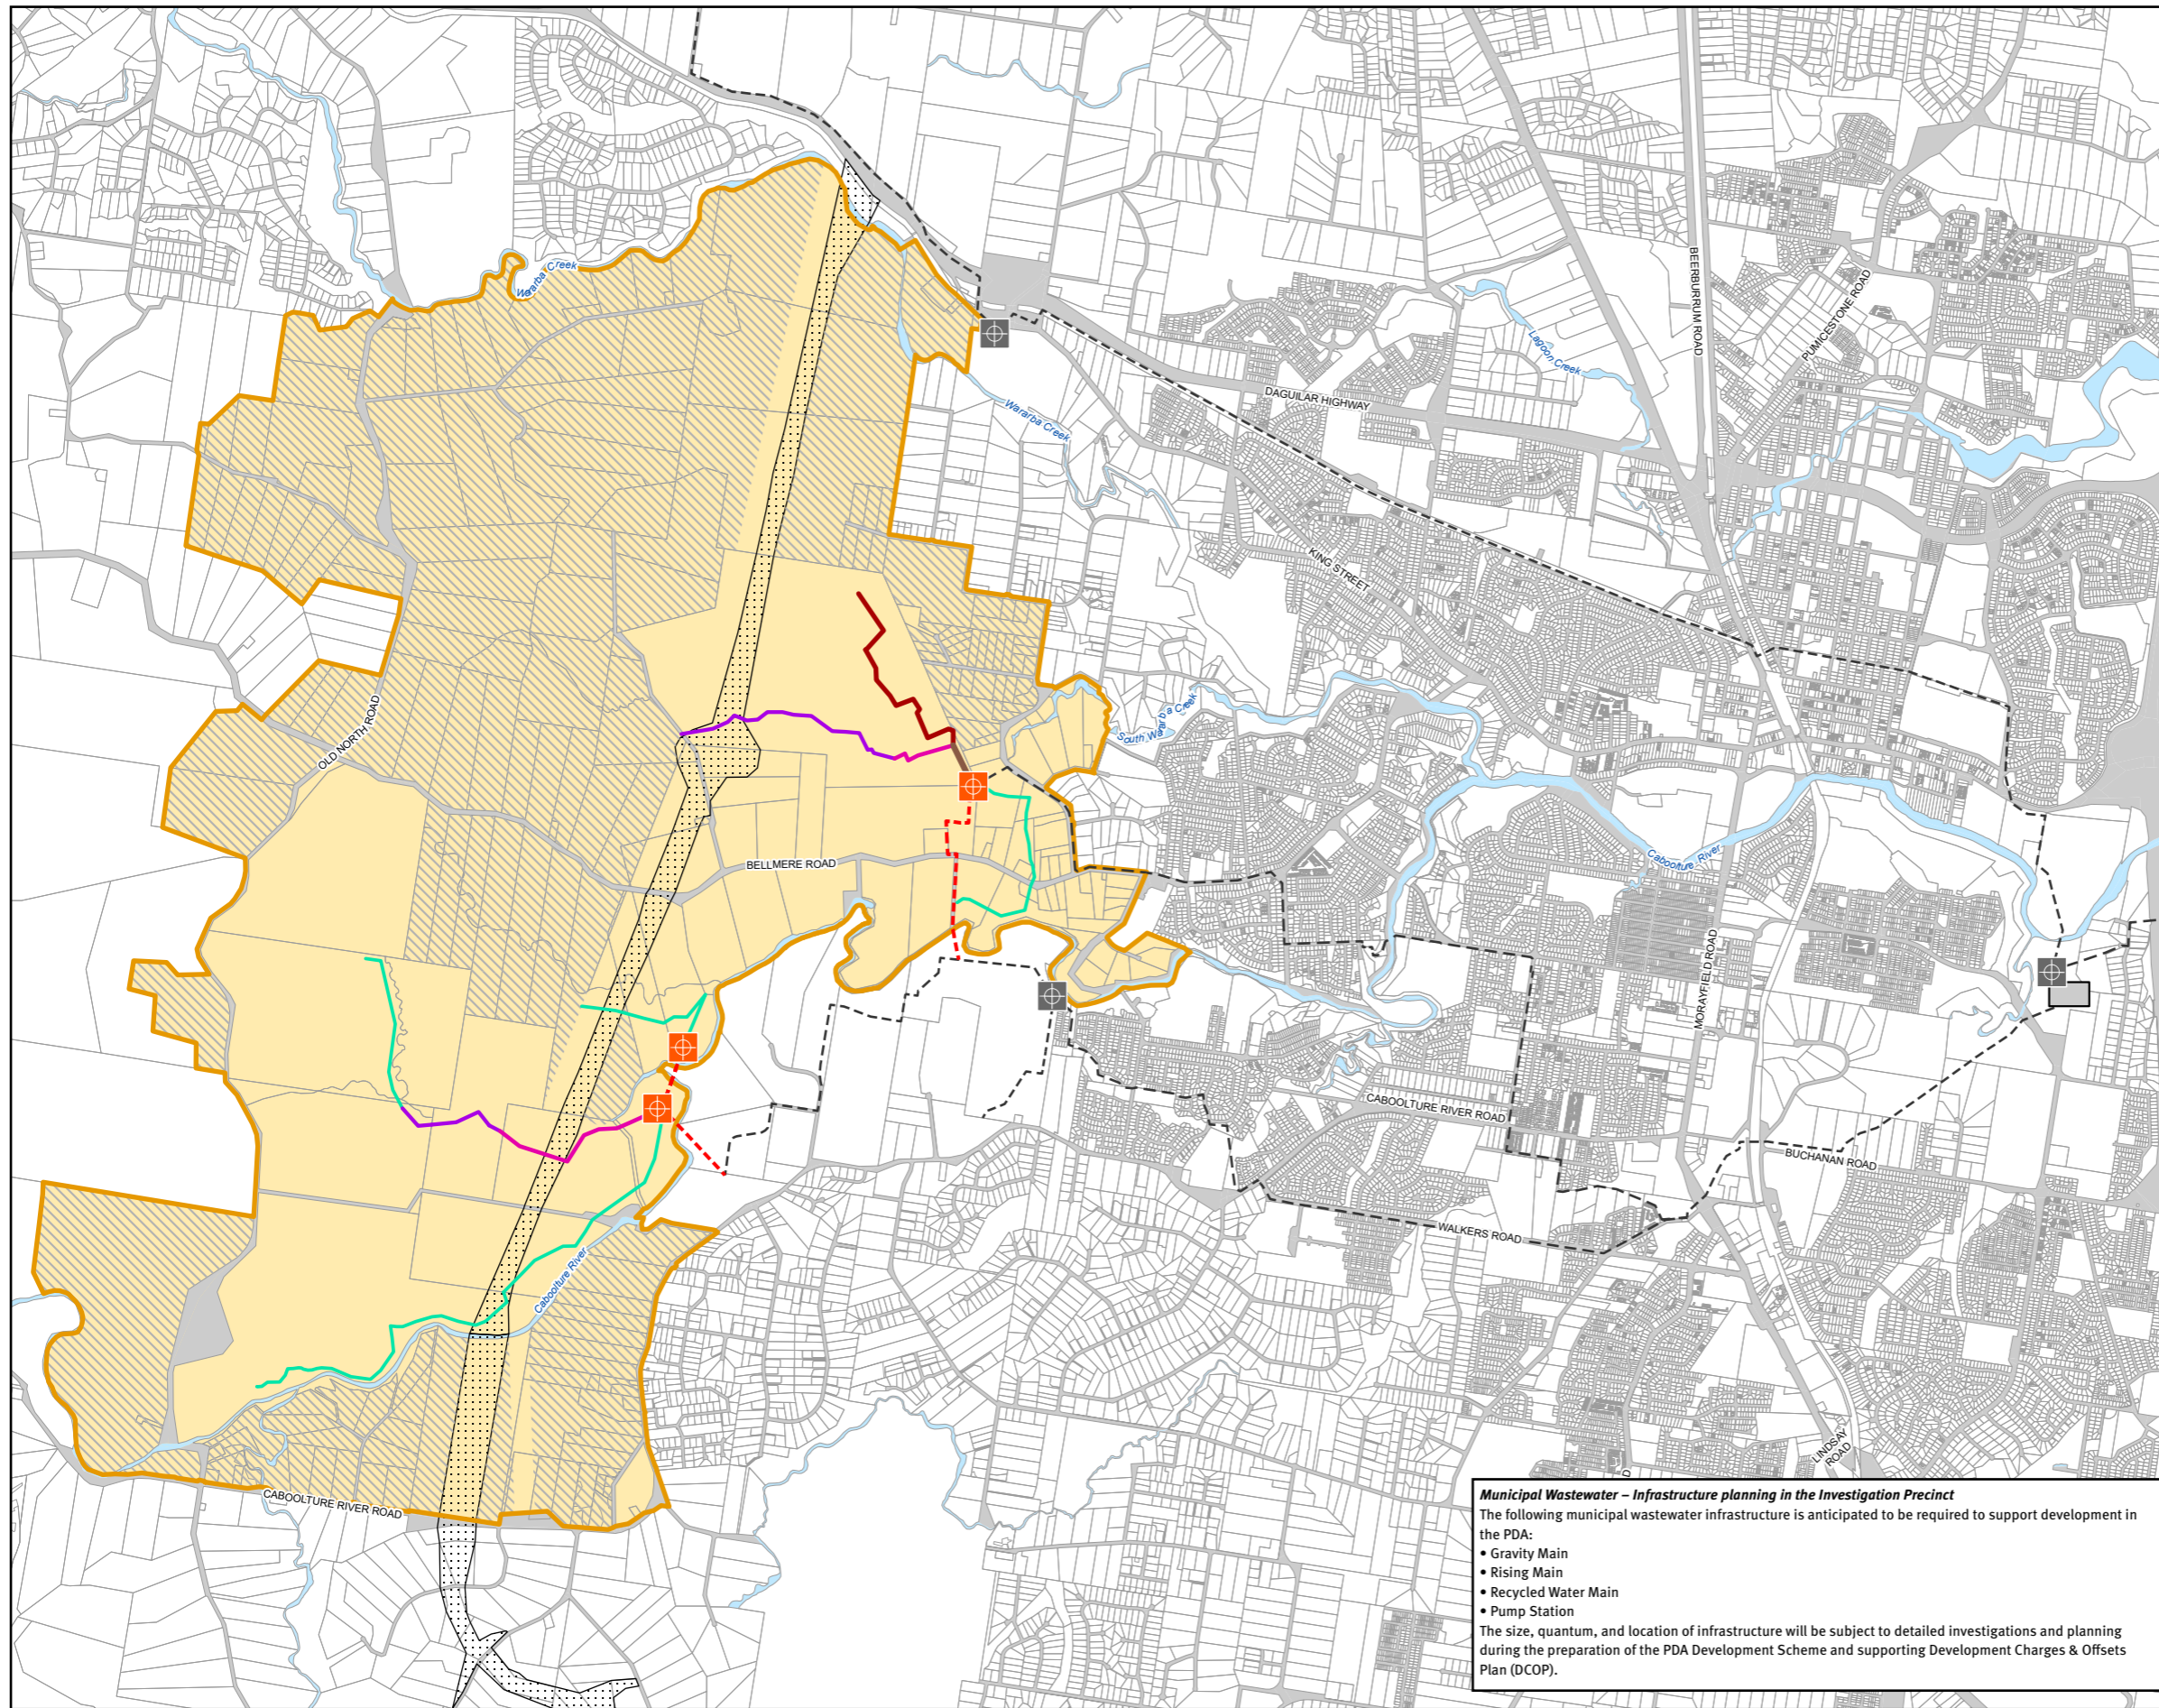 Wararba Creek
BEERBURRUM ROAD
PUMICESTONE ROAD
Lagoon Creek
DAGUILAR HIGHWAY
Wararba Creek
KING STREET
South Wararba Creek
OLD NORTH ROAD
BELLMERE ROAD
Caboolture River
MORAYFIELD ROAD
CABOOLTURE RIVER ROAD
BUCHANAN ROAD
WALKERS ROAD
Caboolture River
LINDSAY
ROAD
D
CABOOLTURE RIVER ROAD
Municipal Wastewater – Infrastructure planning in the Investigation Precinct
The following municipal wastewater infrastructure is anticipated to be required to support development in
the PDA:
• Gravity Main
• Rising Main
• Recycled Water Main
• Pump Station
The size, quantum, and location of infrastructure will be subject to detailed investigations and planning
during the preparation of the PDA Development Scheme and supporting Development Charges & Offsets
Plan (DCOP).